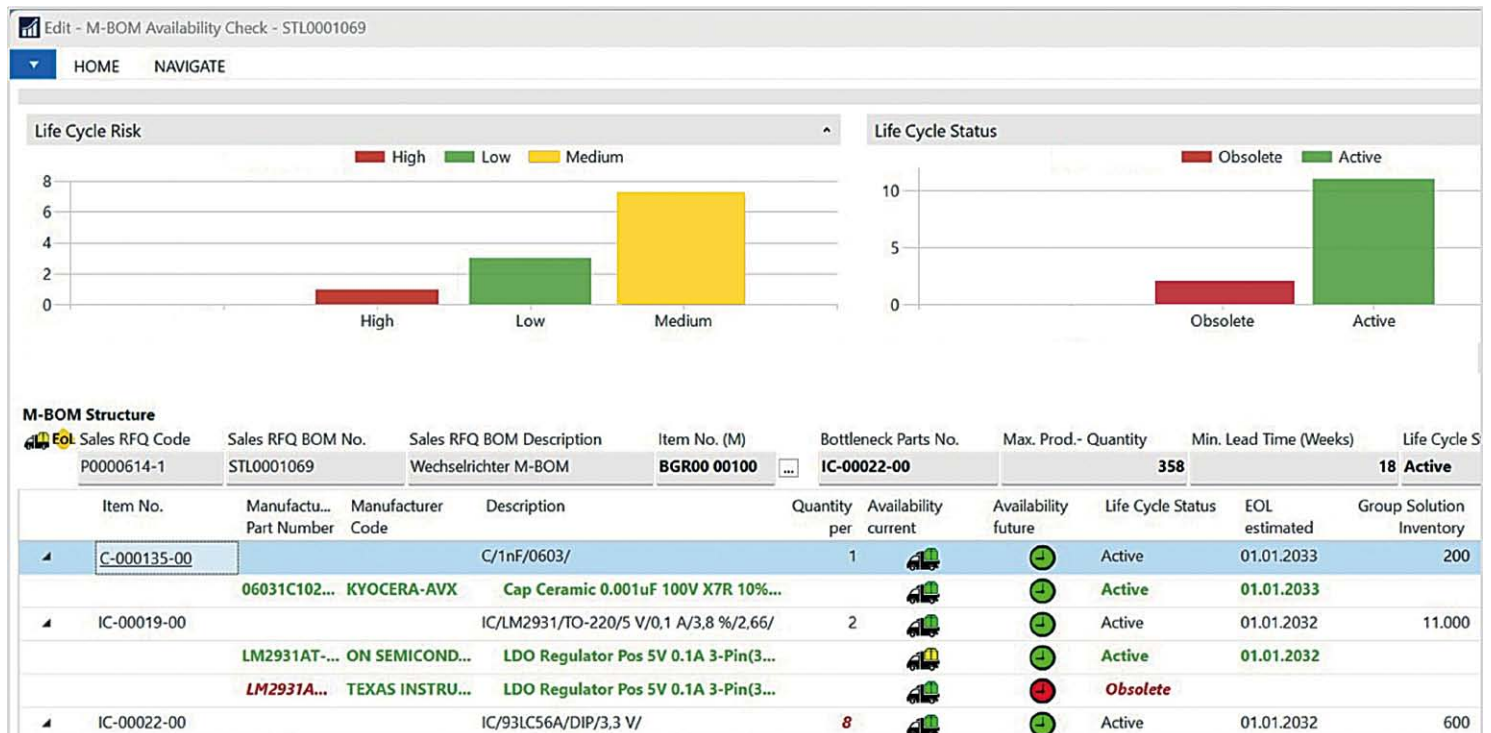 Edit - M-BOM Availability Check - STL0001069
HOME NAVIGATE
Life Cycle Risk
High Low Medium
8
6
4
2
0
High Low Medium
Life Cycle Status
Obsolete Active
10
5
0
Obsolete Active
M-BOM Structure
EoL Sales RFQ Code Sales RFQ BOM No. Sales RFQ BOM Description Item No. (M) Bottleneck Parts No. Max. Prod.- Quantity Min. Lead Time (Weeks) Life Cycle S
P0000614-1 STL0001069 Wechselrichter M-BOM BGR00 00100 ... IC-00022-00 358 18 Active
Item No. Manufactu... Manufacturer Description Quantity Availability Availability Life Cycle Status EOL Group Solution
Part Number Code per current future estimated Inventory
C-000135-00 C/1nF/0603/ 1 Active 01.01.2033 200
06031C102... KYOCERA-AVX Cap Ceramic 0.001uF 100V X7R 10%... Active 01.01.2033
IC-00019-00 IC/LM2931/TO-220/5 V/0,1 A/3,8 %/2,66/ 2 Active 01.01.2032 11.000
LM2931AT-... ON SEMICOND... LDO Regulator Pos 5V 0.1A 3-Pin(3... Active 01.01.2032
LM2931A... TEXAS INSTRU... LDO Regulator Pos 5V 0.1A 3-Pin(3... Obsolete
IC-00022-00 IC/93LC56A/DIP/3,3 V/ 8 Active 01.01.2032 600